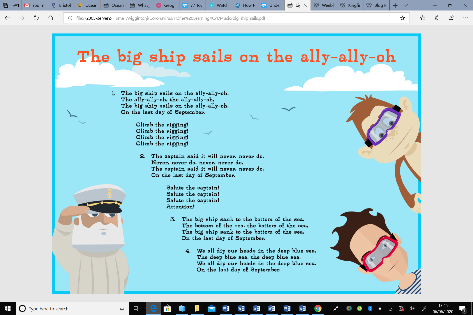 The big ship sails on the ally-ally-oh
1. The big ship sails on the ally-ally-oh
The ally-ally-oh, the ally-ally-oh,
The big ship sails on the ally-ally-oh
On the last day of September.
Climb the rigging!
Climb the rigging!
Climb the rigging!
Climb the rigging!
2. The captain said it will never, never do,
Never, never do, never, never do,
The captain said it will never, never do,
On the last day of September.
Salute the captain!
Salute the captain!
Salute the captain!
Attention!
3. The big ship sank to the bottom of the sea,
The bottom of the sea, the bottom of the sea,
The big ship sank to the bottom of the sea,
On the last day of September.
4. We all dip our heads in the deep blue sea,
The deep blue sea, the deep blue sea,
We all dip our heads in the deep blue sea,
On the last day of September.
Type here to search